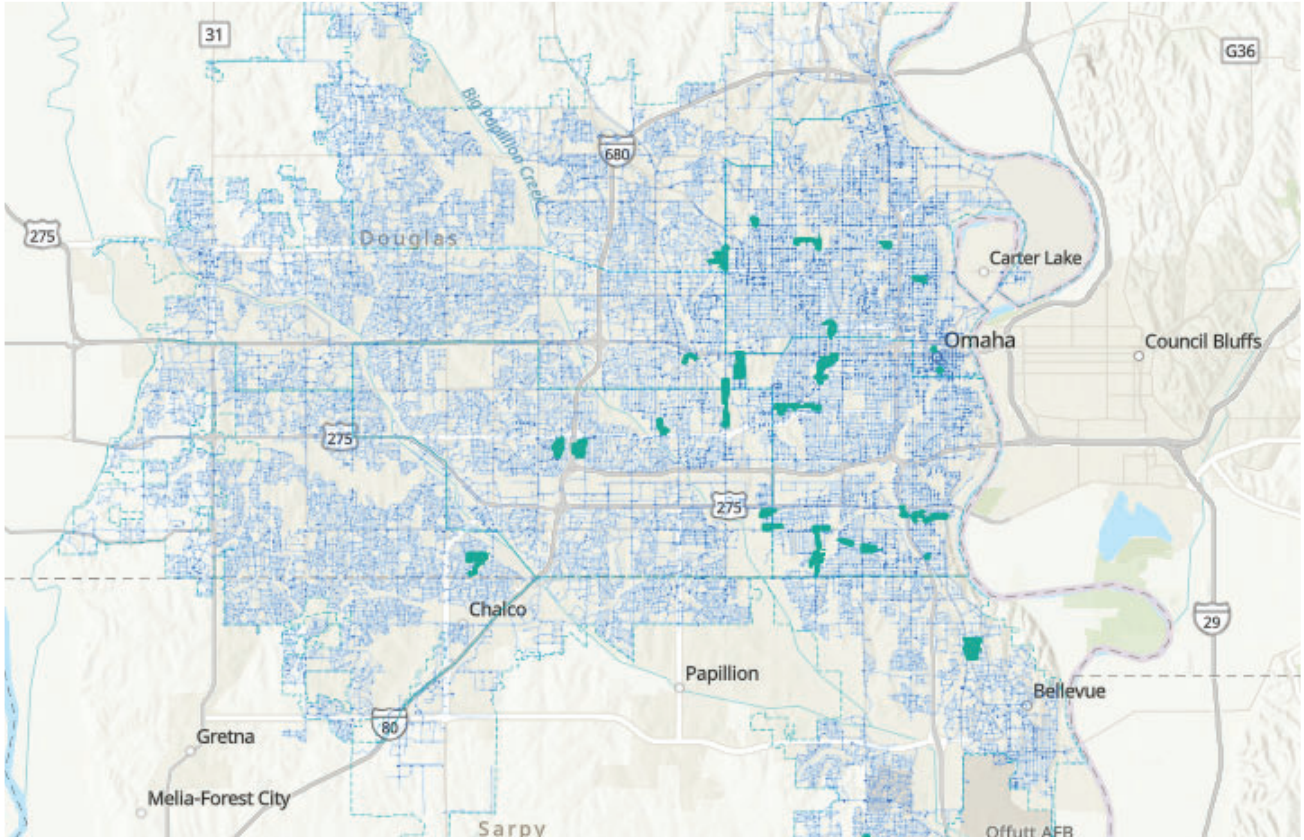 31
G36
Big Papillion Creek
680
275
Douglas
Carter Lake
Omaha
Council Bluffs
275
275
Chalco
29
Papillion
Bellevue
80
Gretna
Melia-Forest City
Sarpy
Offutt AFB